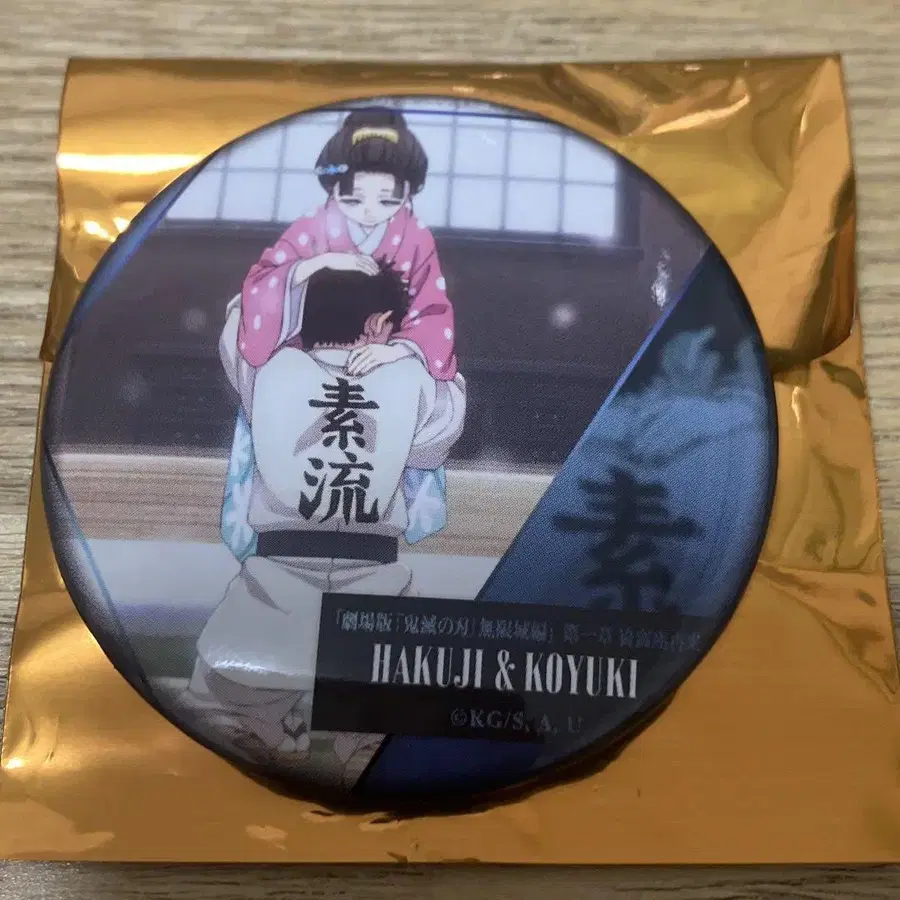 素流
素
「劇場版「鬼滅の刃」無限城編」第一章 猗窩座再来
HAKUJI & KOYUKI
©KG/S, A, U